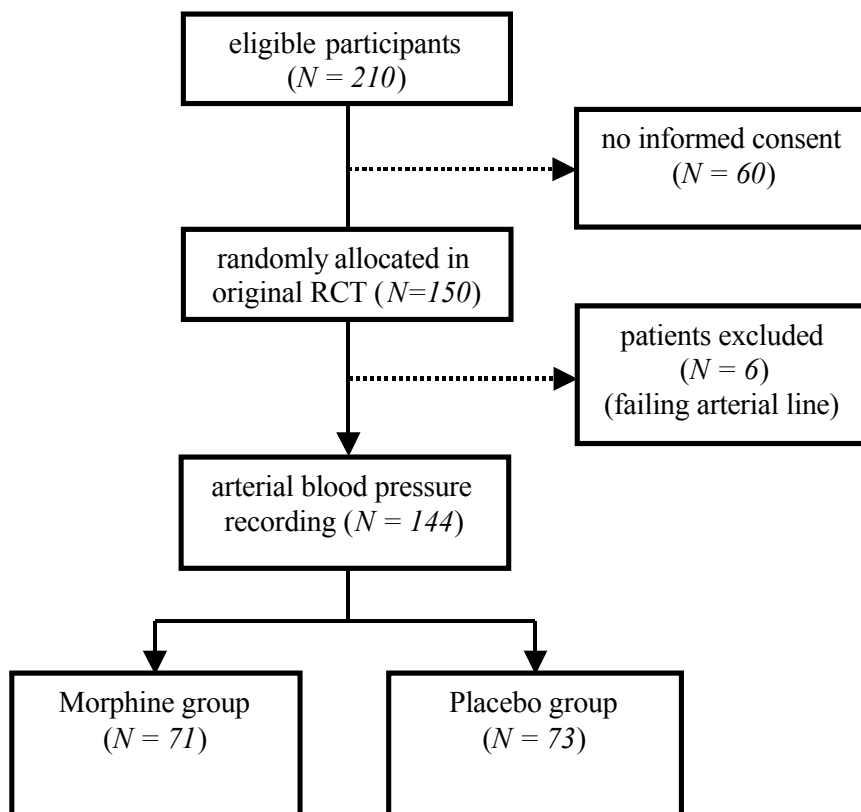 eligible participants
(N = 210)
no informed consent
(N = 60)
randomly allocated in
original RCT (N=150)
patients excluded
(N = 6)
(failing arterial line)
arterial blood pressure
recording (N = 144)
Morphine group
(N = 71)
Placebo group
(N = 73)